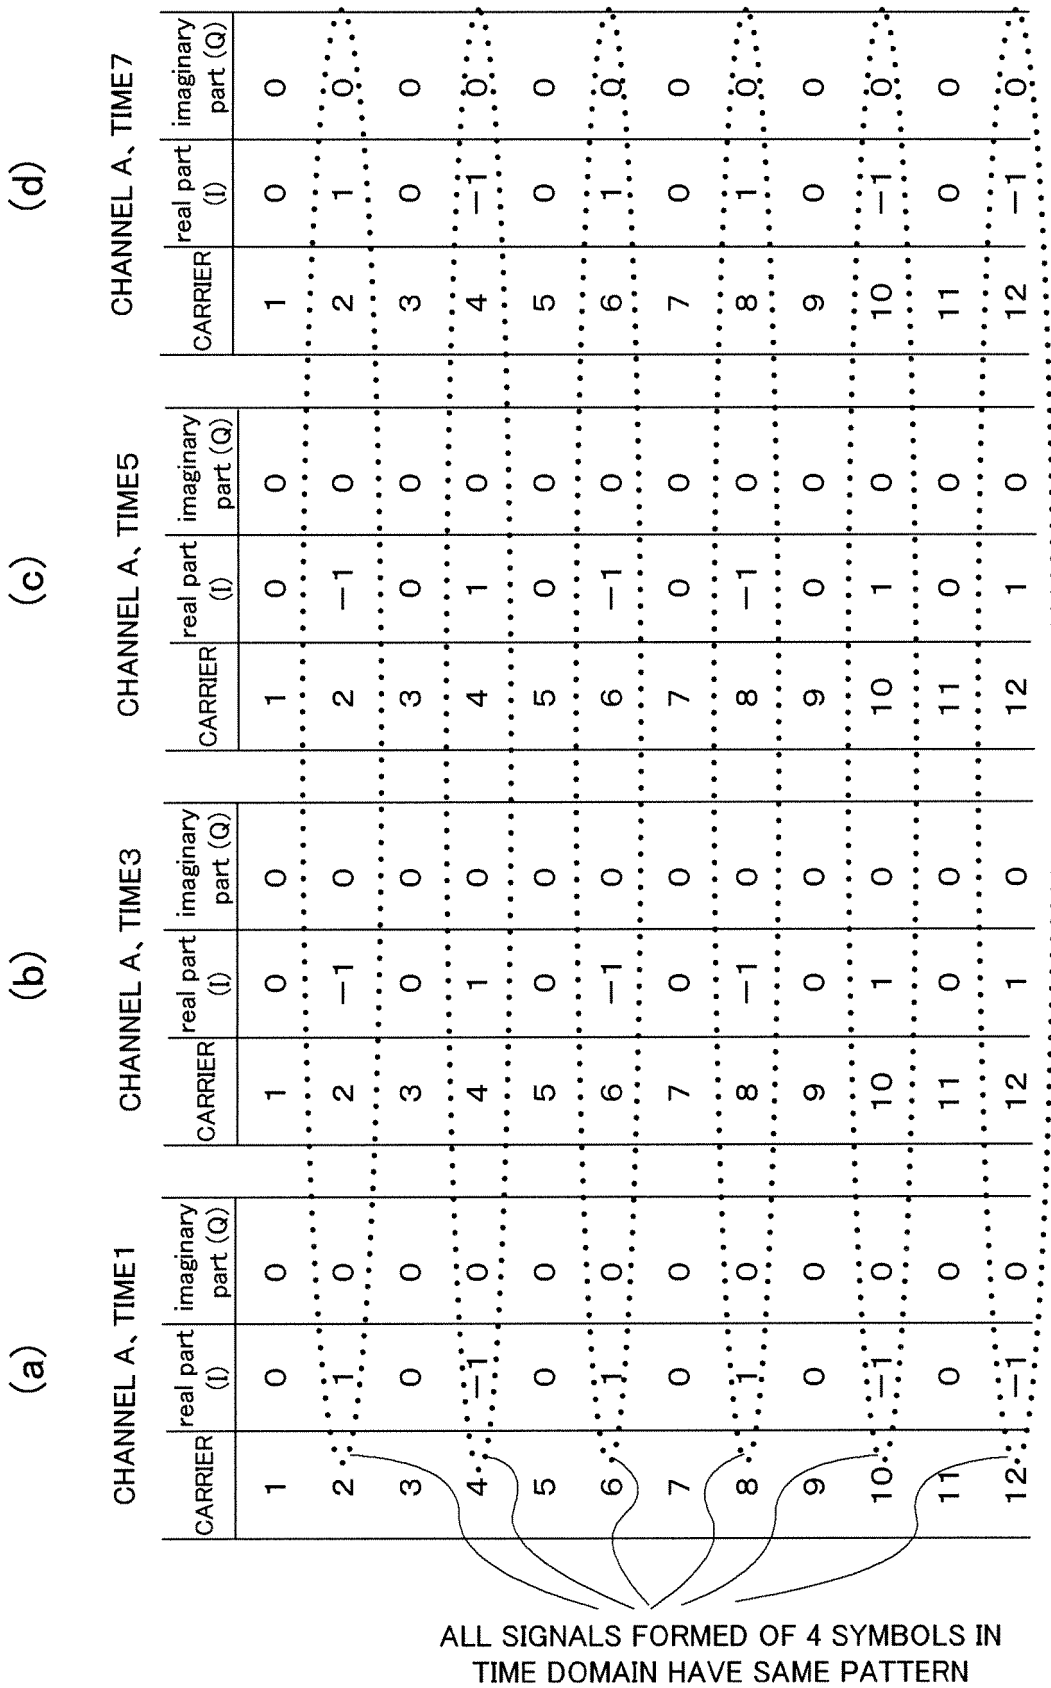 (a)
CHANNEL A、TIME1
CARRIER real part (I) imaginary part (Q)
1 0 0
2 1 0
3 0 0
4 −1 0
5 0 0
6 1 0
7 0 0
8 1 0
9 0 0
10 −1 0
11 0 0
12 −1 0
(b)
CHANNEL A、TIME3
CARRIER real part (I) imaginary part (Q)
1 0 0
2 −1 0
3 0 0
4 1 0
5 0 0
6 −1 0
7 0 0
8 −1 0
9 0 0
10 1 0
11 0 0
12 1 0
(c)
CHANNEL A、TIME5
CARRIER real part (I) imaginary part (Q)
1 0 0
2 −1 0
3 0 0
4 1 0
5 0 0
6 −1 0
7 0 0
8 −1 0
9 0 0
10 1 0
11 0 0
12 1 0
(d)
CHANNEL A、TIME7
CARRIER real part (I) imaginary part (Q)
1 0 0
2 1 0
3 0 0
4 −1 0
5 0 0
6 1 0
7 0 0
8 1 0
9 0 0
10 −1 0
11 0 0
12 −1 0
ALL SIGNALS FORMED OF 4 SYMBOLS IN
TIME DOMAIN HAVE SAME PATTERN